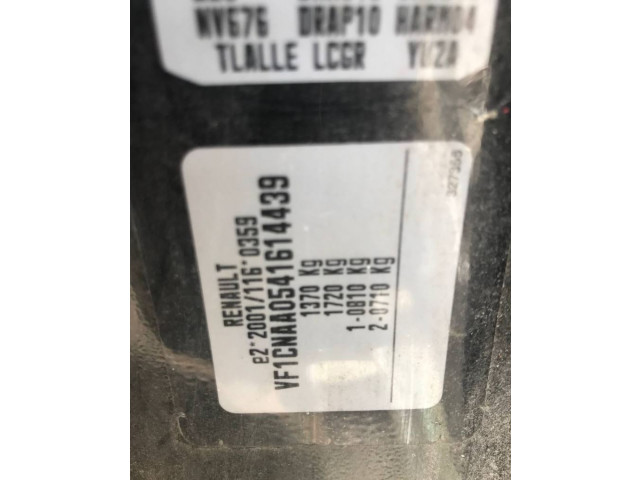 NV676 DRAP10 HARM04
TLALLE LCGR
RENAULT
e2*2001/116*0359
VF1CNAA0541614439
1370 Kg
1720 Kg
1-0810 Kg
2-0710 Kg